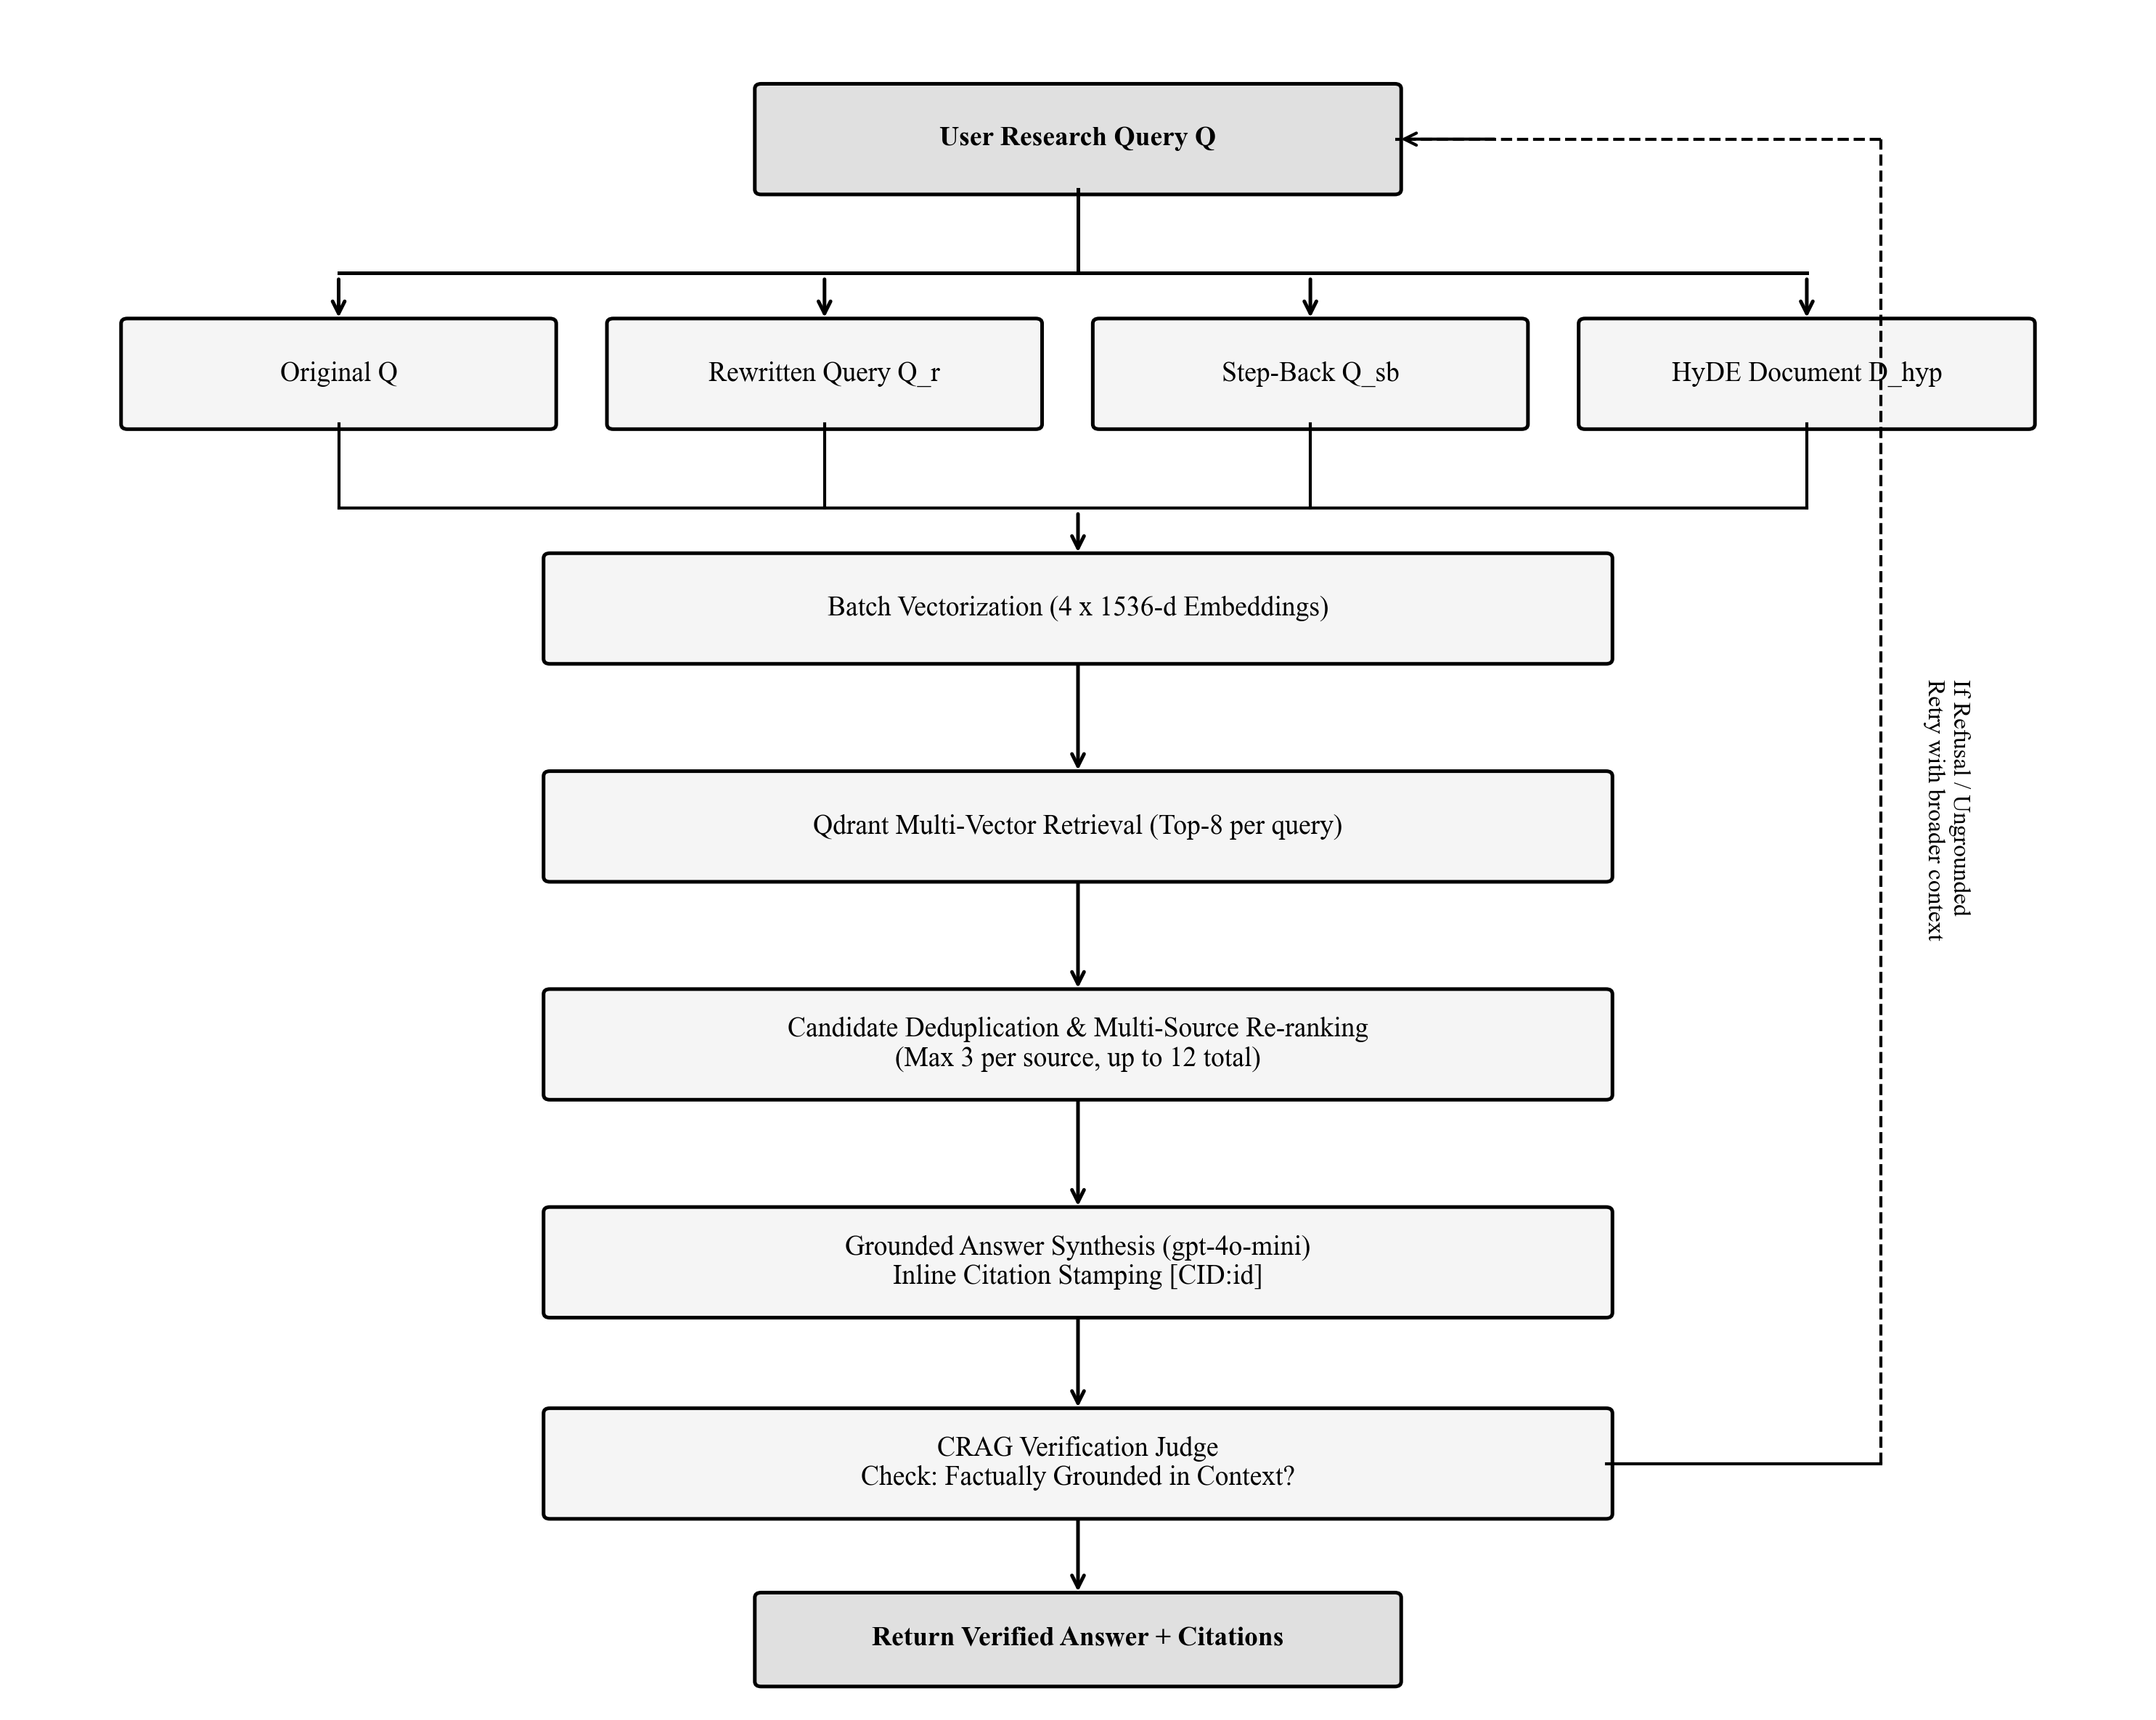 User Research Query Q
Original Q
Rewritten Query Q_r
Step-Back Q_sb
HyDE Document D_hyp
Batch Vectorization (4 x 1536-d Embeddings)
Qdrant Multi-Vector Retrieval (Top-8 per query)
If Refusal / Ungrounded
Retry with broader context
Candidate Deduplication & Multi-Source Re-ranking
(Max 3 per source, up to 12 total)
Grounded Answer Synthesis (gpt-4o-mini)
Inline Citation Stamping [CID:id]
CRAG Verification Judge
Check: Factually Grounded in Context?
Return Verified Answer + Citations